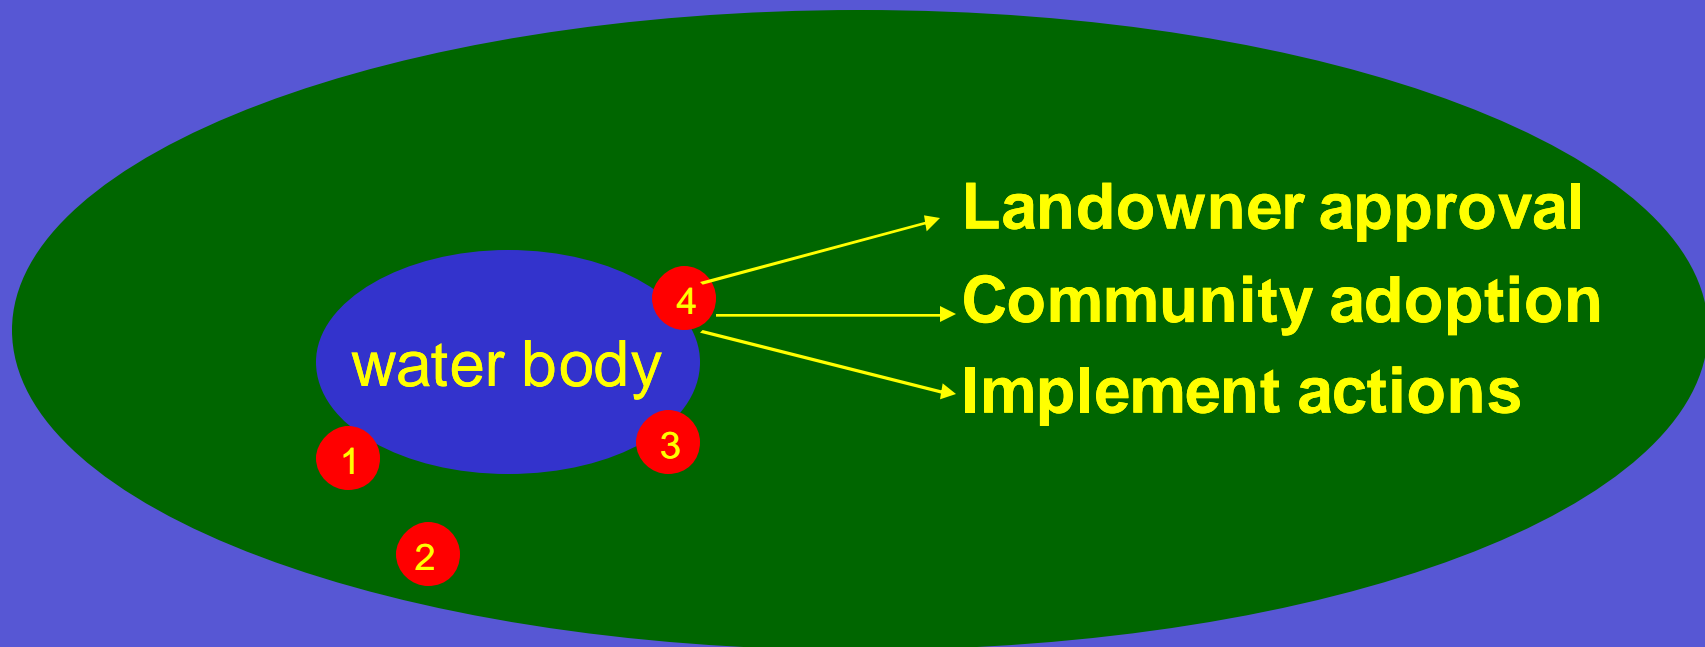 Landowner approval
4
Community adoption
water body
Implement actions
1
3
2